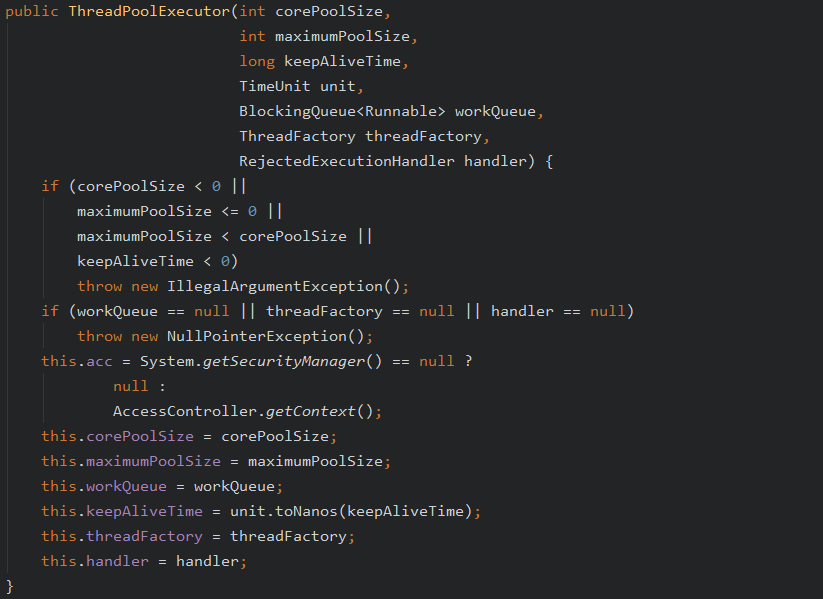 public ThreadPoolExecutor(int corePoolSize,
                          int maximumPoolSize,
                          long keepAliveTime,
                          TimeUnit unit,
                          BlockingQueue<Runnable> workQueue,
                          ThreadFactory threadFactory,
                          RejectedExecutionHandler handler) {
    if (corePoolSize < 0 ||
        maximumPoolSize <= 0 ||
        maximumPoolSize < corePoolSize ||
        keepAliveTime < 0)
        throw new IllegalArgumentException();
    if (workQueue == null || threadFactory == null || handler == null)
        throw new NullPointerException();
    this.acc = System.getSecurityManager() == null ?
            null :
            AccessController.getContext();
    this.corePoolSize = corePoolSize;
    this.maximumPoolSize = maximumPoolSize;
    this.workQueue = workQueue;
    this.keepAliveTime = unit.toNanos(keepAliveTime);
    this.threadFactory = threadFactory;
    this.handler = handler;
}